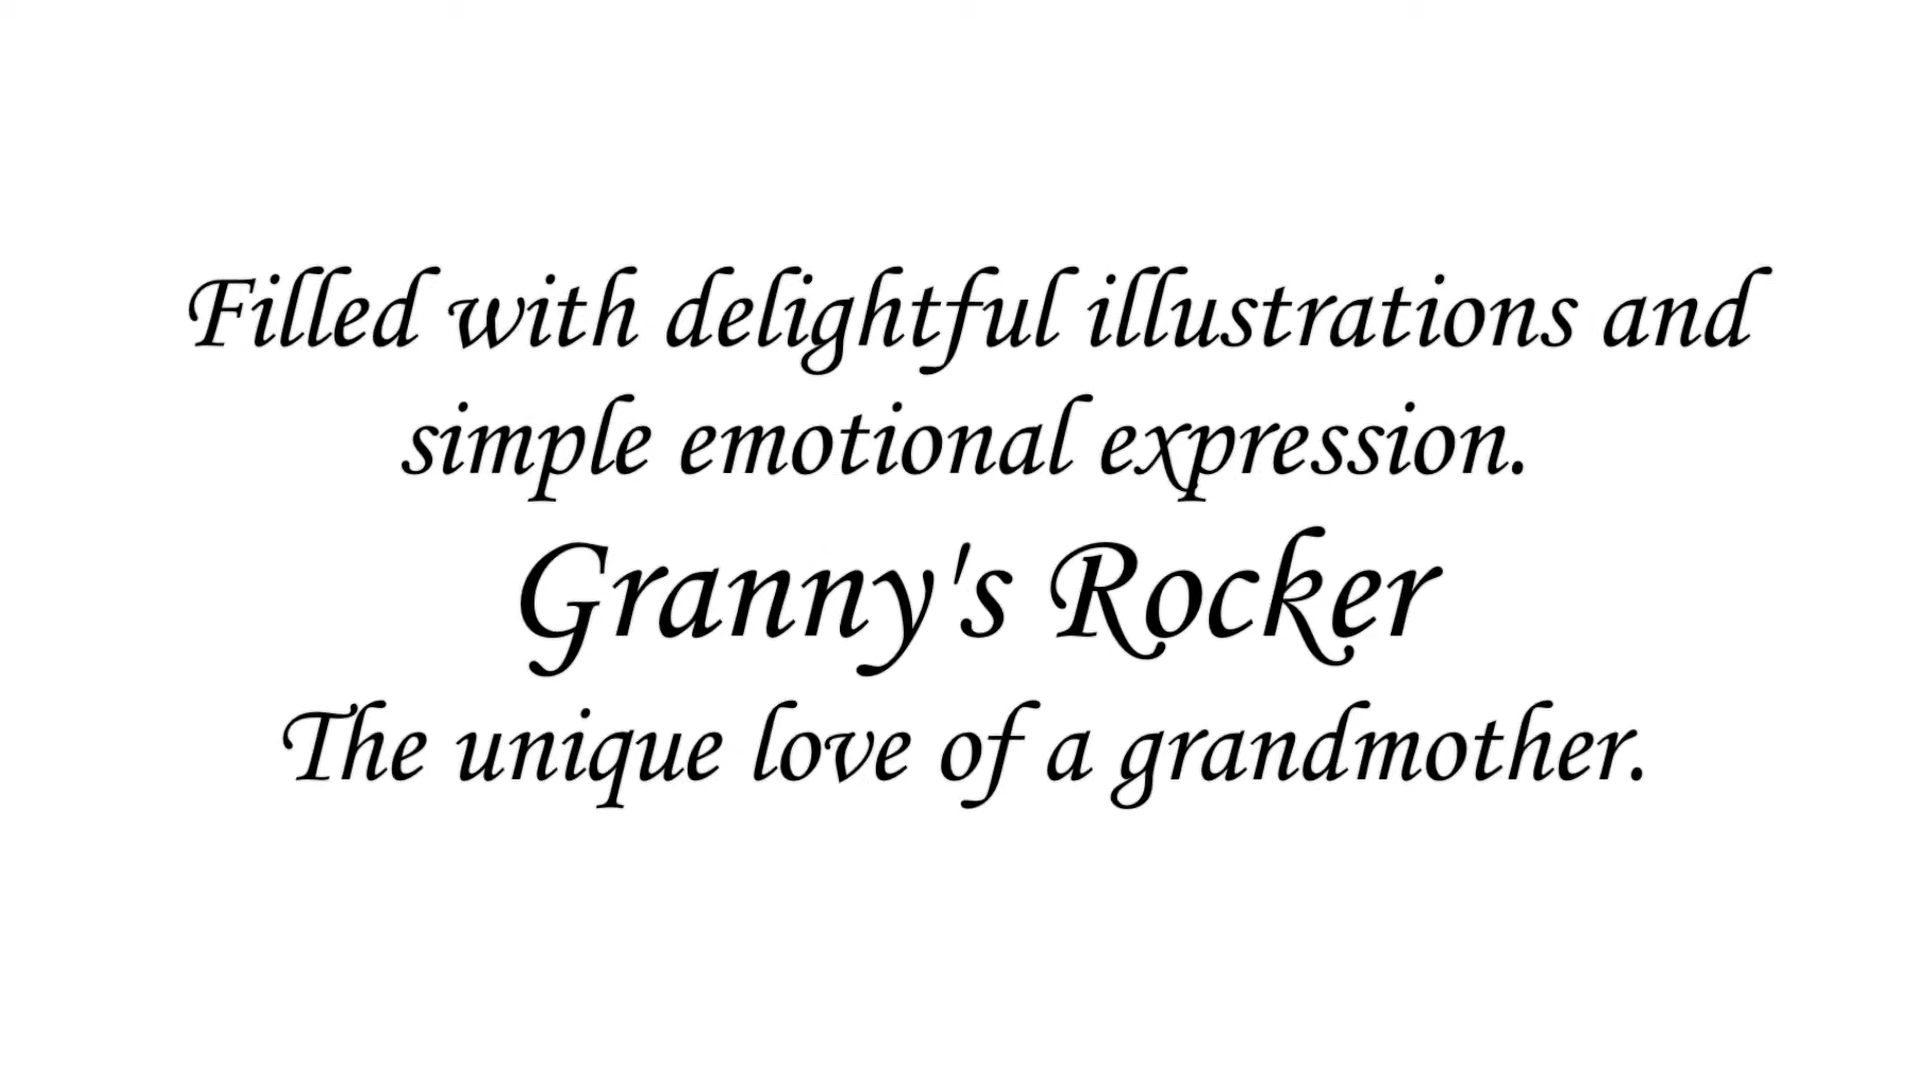 Filled with delightful illustrations and
simple emotional expression.
Granny's Rocker
The unique love of a grandmother.